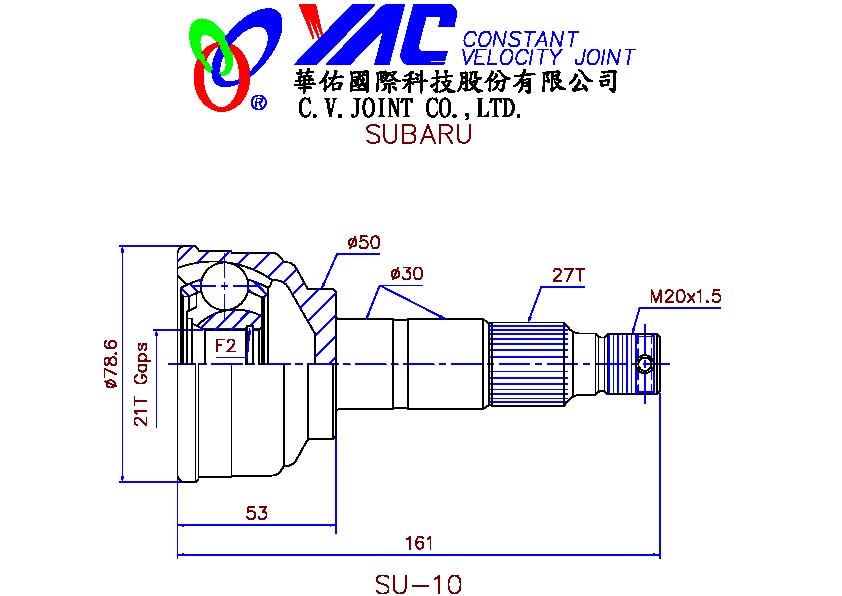 YAC CONSTANT
VELOCITY JOINT
®
華佑國際科技股份有限公司
C.V.JOINT CO.,LTD.
SUBARU
ø50
ø30
27T
M20x1.5
F2
ø78.6
21T Gaps
53
161
SU-10